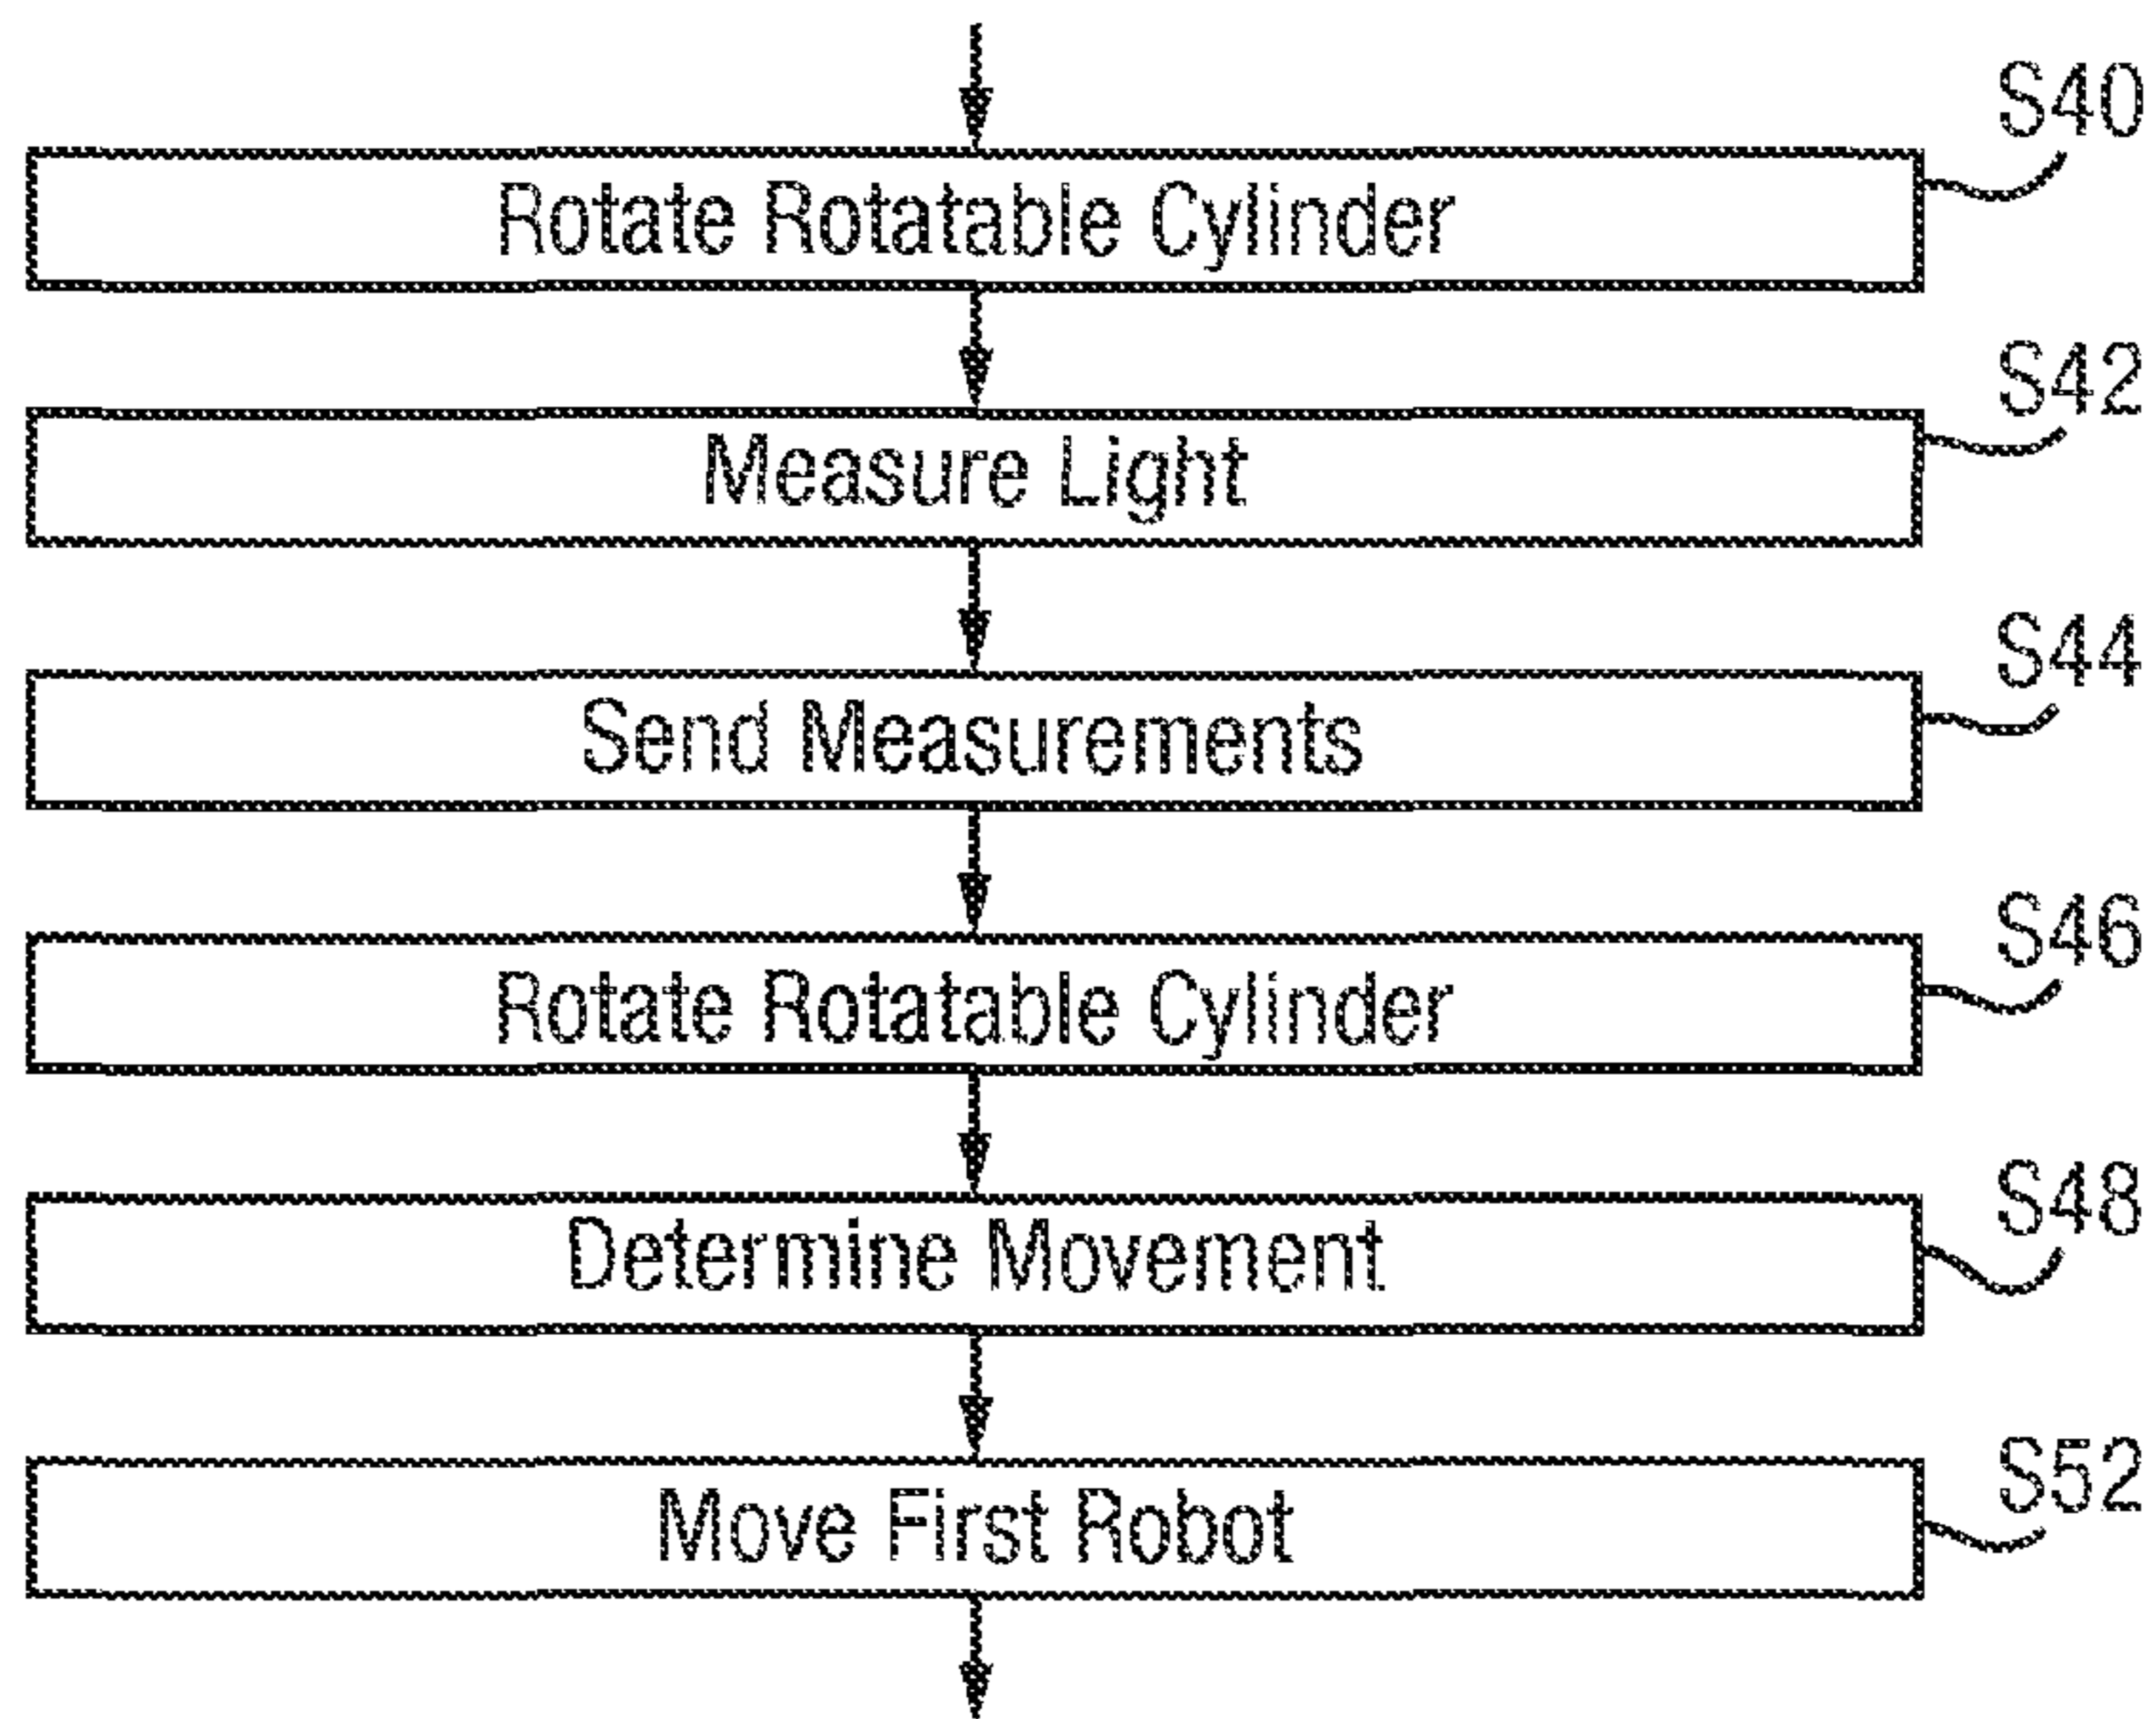 S40
Rotate Rotatable Cylinder
S42
Measure Light
S44
Send Measurements
S46
Rotate Rotatable Cylinder
S48
Determine Movement
S52
Move First Robot